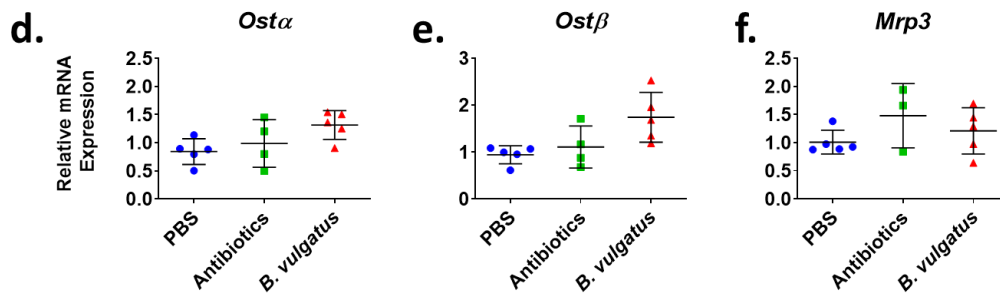 d.
Ostα
Relative mRNA
Expression
2.5
2.0
1.5
1.0
0.5
0.0
PBS
Antibiotics
B. vulgatus
e.
Ostβ
3
2
1
0
PBS
Antibiotics
B. vulgatus
f.
Mrp3
2.5
2.0
1.5
1.0
0.5
0.0
PBS
Antibiotics
B. vulgatus